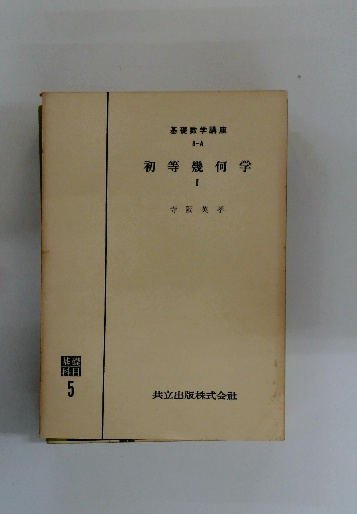 基礎数学講座
8-A
初等幾何学
I
寺阪英孝
基礎
科目
5
共立出版株式会社